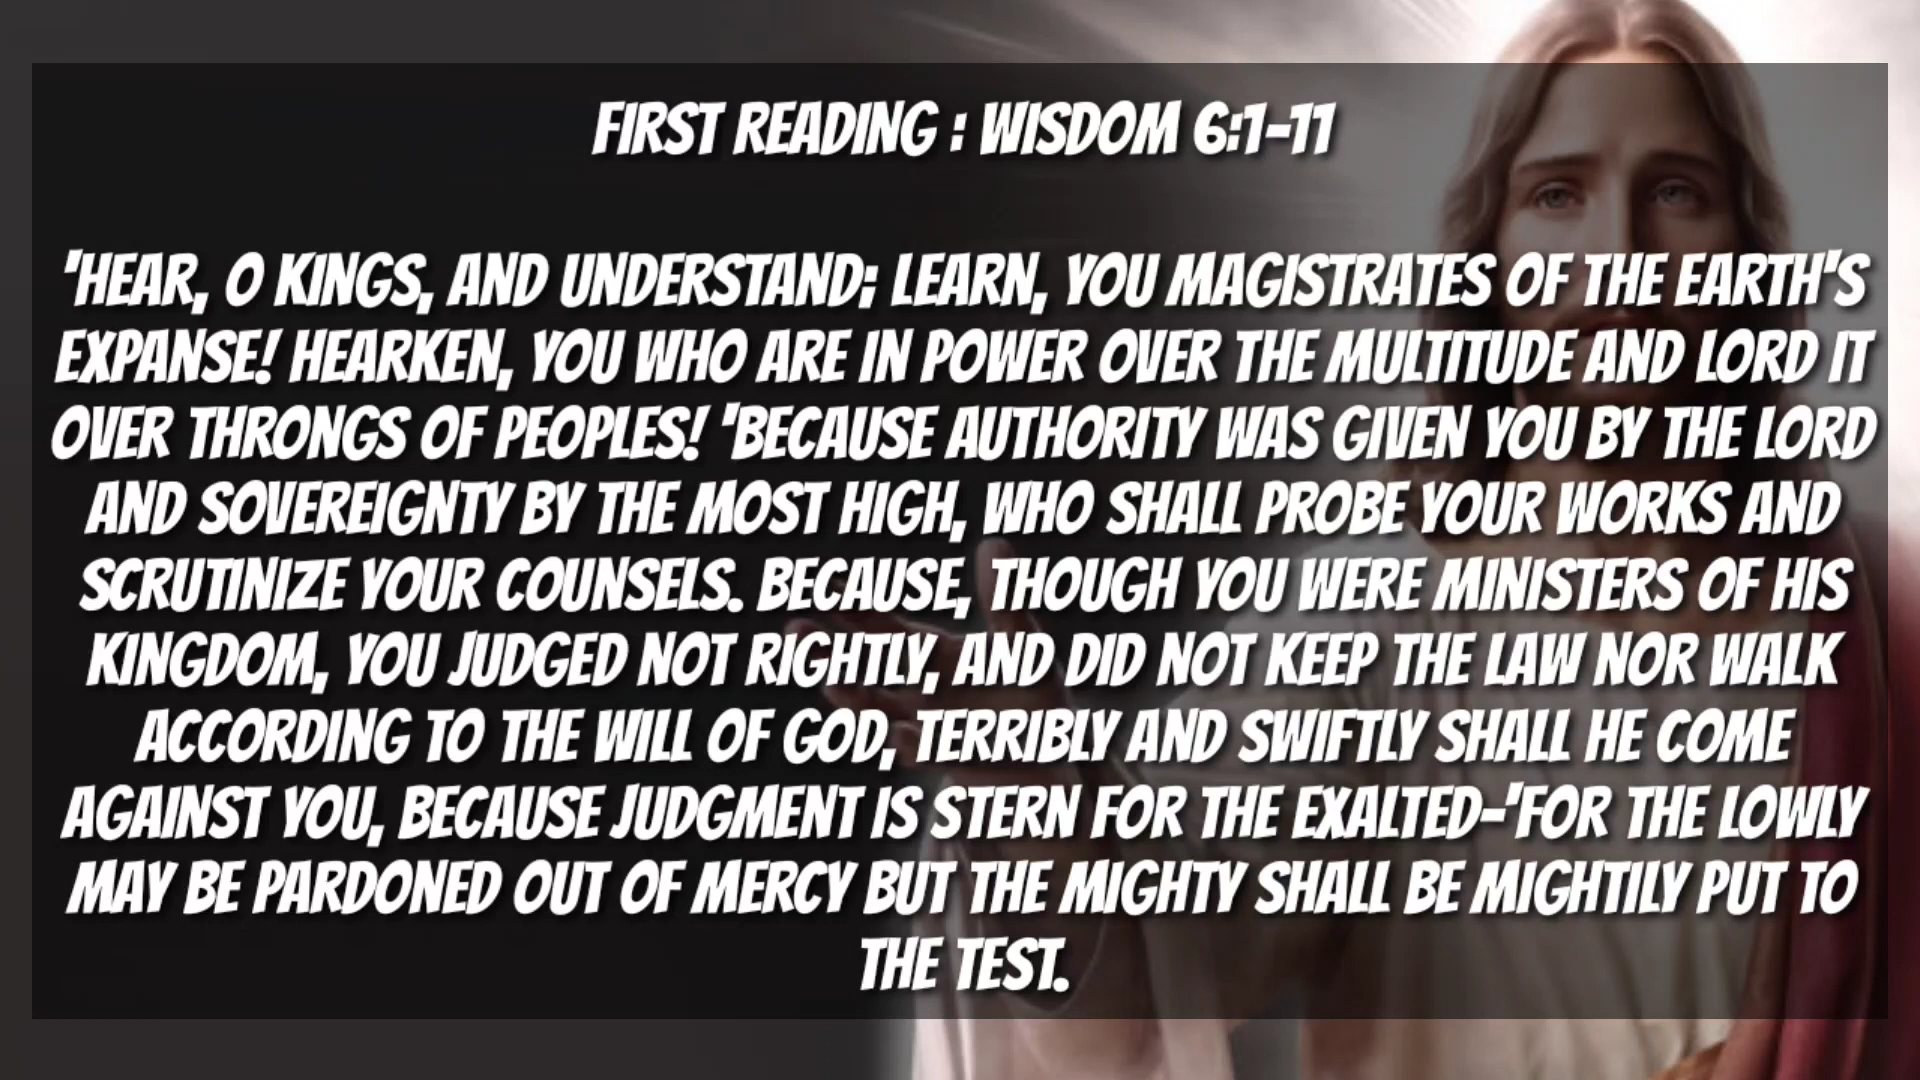 FIRST READING : WISDOM 6:1-11
'HEAR, O KINGS, AND UNDERSTAND; LEARN, YOU MAGISTRATES OF THE EARTH'S
EXPANSE! HEARKEN, YOU WHO ARE IN POWER OVER THE MULTITUDE AND LORD IT
OVER THRONGS OF PEOPLES! 'BECAUSE AUTHORITY WAS GIVEN YOU BY THE LORD
AND SOVEREIGNTY BY THE MOST HIGH, WHO SHALL PROBE YOUR WORKS AND
SCRUTINIZE YOUR COUNSELS. BECAUSE, THOUGH YOU WERE MINISTERS OF HIS
KINGDOM, YOU JUDGED NOT RIGHTLY, AND DID NOT KEEP THE LAW NOR WALK
ACCORDING TO THE WILL OF GOD, TERRIBLY AND SWIFTLY SHALL HE COME
AGAINST YOU, BECAUSE JUDGMENT IS STERN FOR THE EXALTED-'FOR THE LOWLY
MAY BE PARDONED OUT OF MERCY BUT THE MIGHTY SHALL BE MIGHTILY PUT TO
THE TEST.